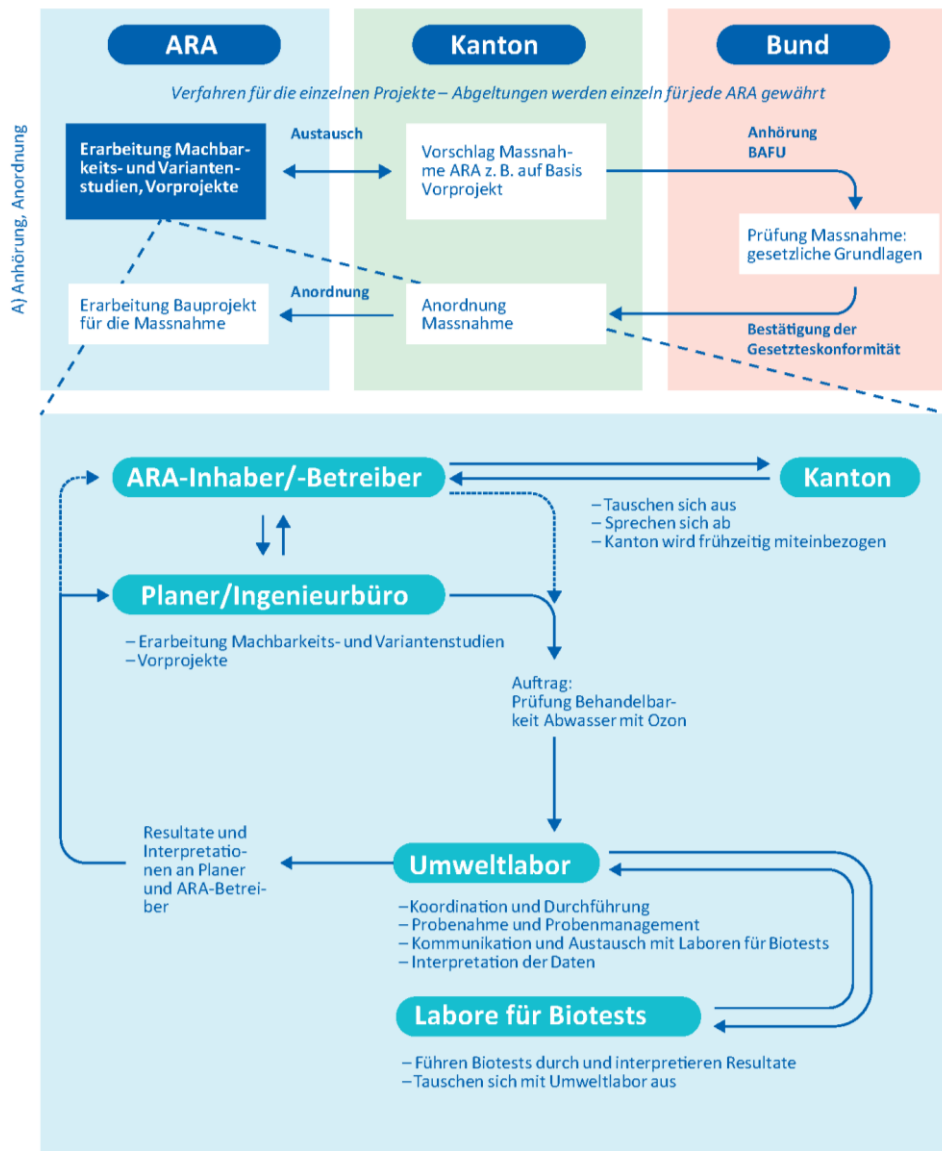 ARA
Kanton
Bund
Verfahren für die einzelnen Projekte – Abgeltungen werden einzeln für jede ARA gewährt
A) Anhörung, Anordnung
Erarbeitung Machbar-
keits- und Varianten-
studien, Vorprojekte
Austausch
Vorschlag Massnah-
me ARA z. B. auf Basis
Vorprojekt
Anhörung
BAFU
Prüfung Massnahme:
gesetzliche Grundlagen
Erarbeitung Bauprojekt
für die Massnahme
Anordnung
Anordnung
Massnahme
Bestätigung der
Gesetzteskonformität
ARA-Inhaber/-Betreiber
Kanton
– Tauschen sich aus
– Sprechen sich ab
– Kanton wird frühzeitig miteinbezogen
Planer/Ingenieurbüro
– Erarbeitung Machbarkeits- und Variantenstudien
– Vorprojekte
Auftrag:
Prüfung Behandelbar-
keit Abwasser mit Ozon
Resultate und
Interpretatio-
nen an Planer
und ARA-Betrei-
ber
Umweltlabor
– Koordination und Durchführung
– Probenahme und Probenmanagement
– Kommunikation und Austausch mit Laboren für Biotests
– Interpretation der Daten
Labore für Biotests
– Führen Biotests durch und interpretieren Resultate
– Tauschen sich mit Umweltlabor aus